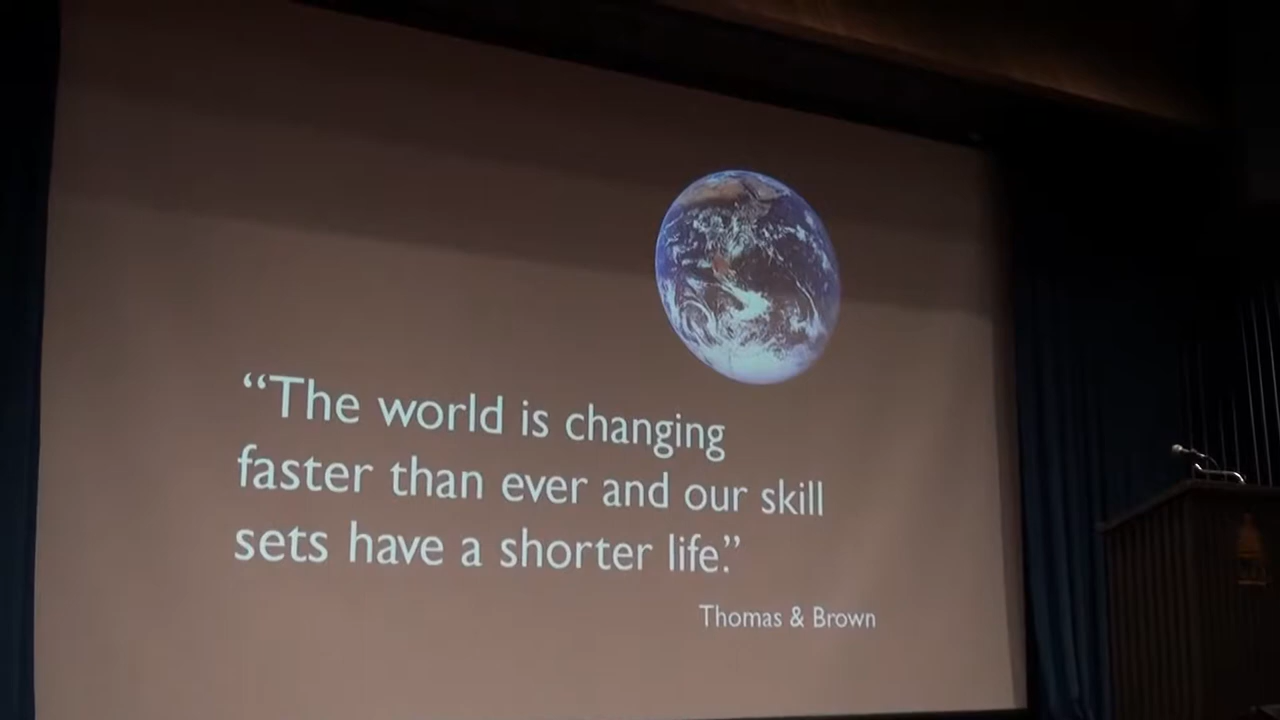 “The world is changing
faster than ever and our skill
sets have a shorter life.”
Thomas & Brown